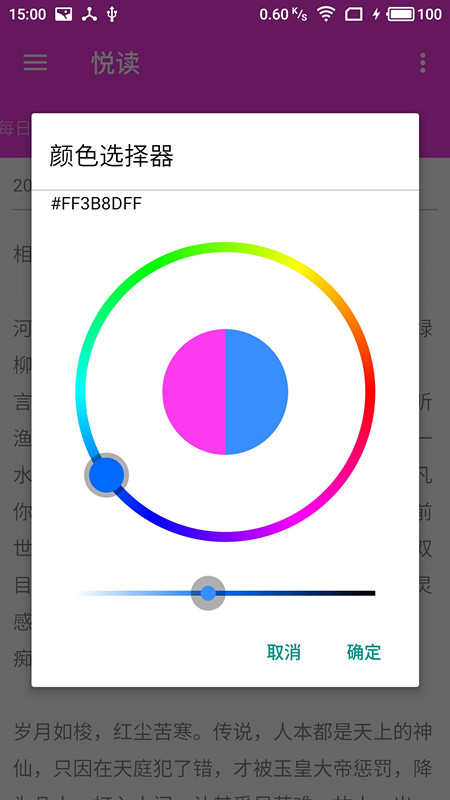 15:00 0.60 K/s 100
悦读
每日
20
颜色选择器
#FF3B8DFF
相
河 绿
柳
言 听
渔 一
水 凡
你 前
世 双
目 灵
感
痴
取消 确定
岁月如梭，红尘苦寒。传说，人本都是天上的神
仙，只因在天庭犯了错，才被玉皇大帝惩罚，降